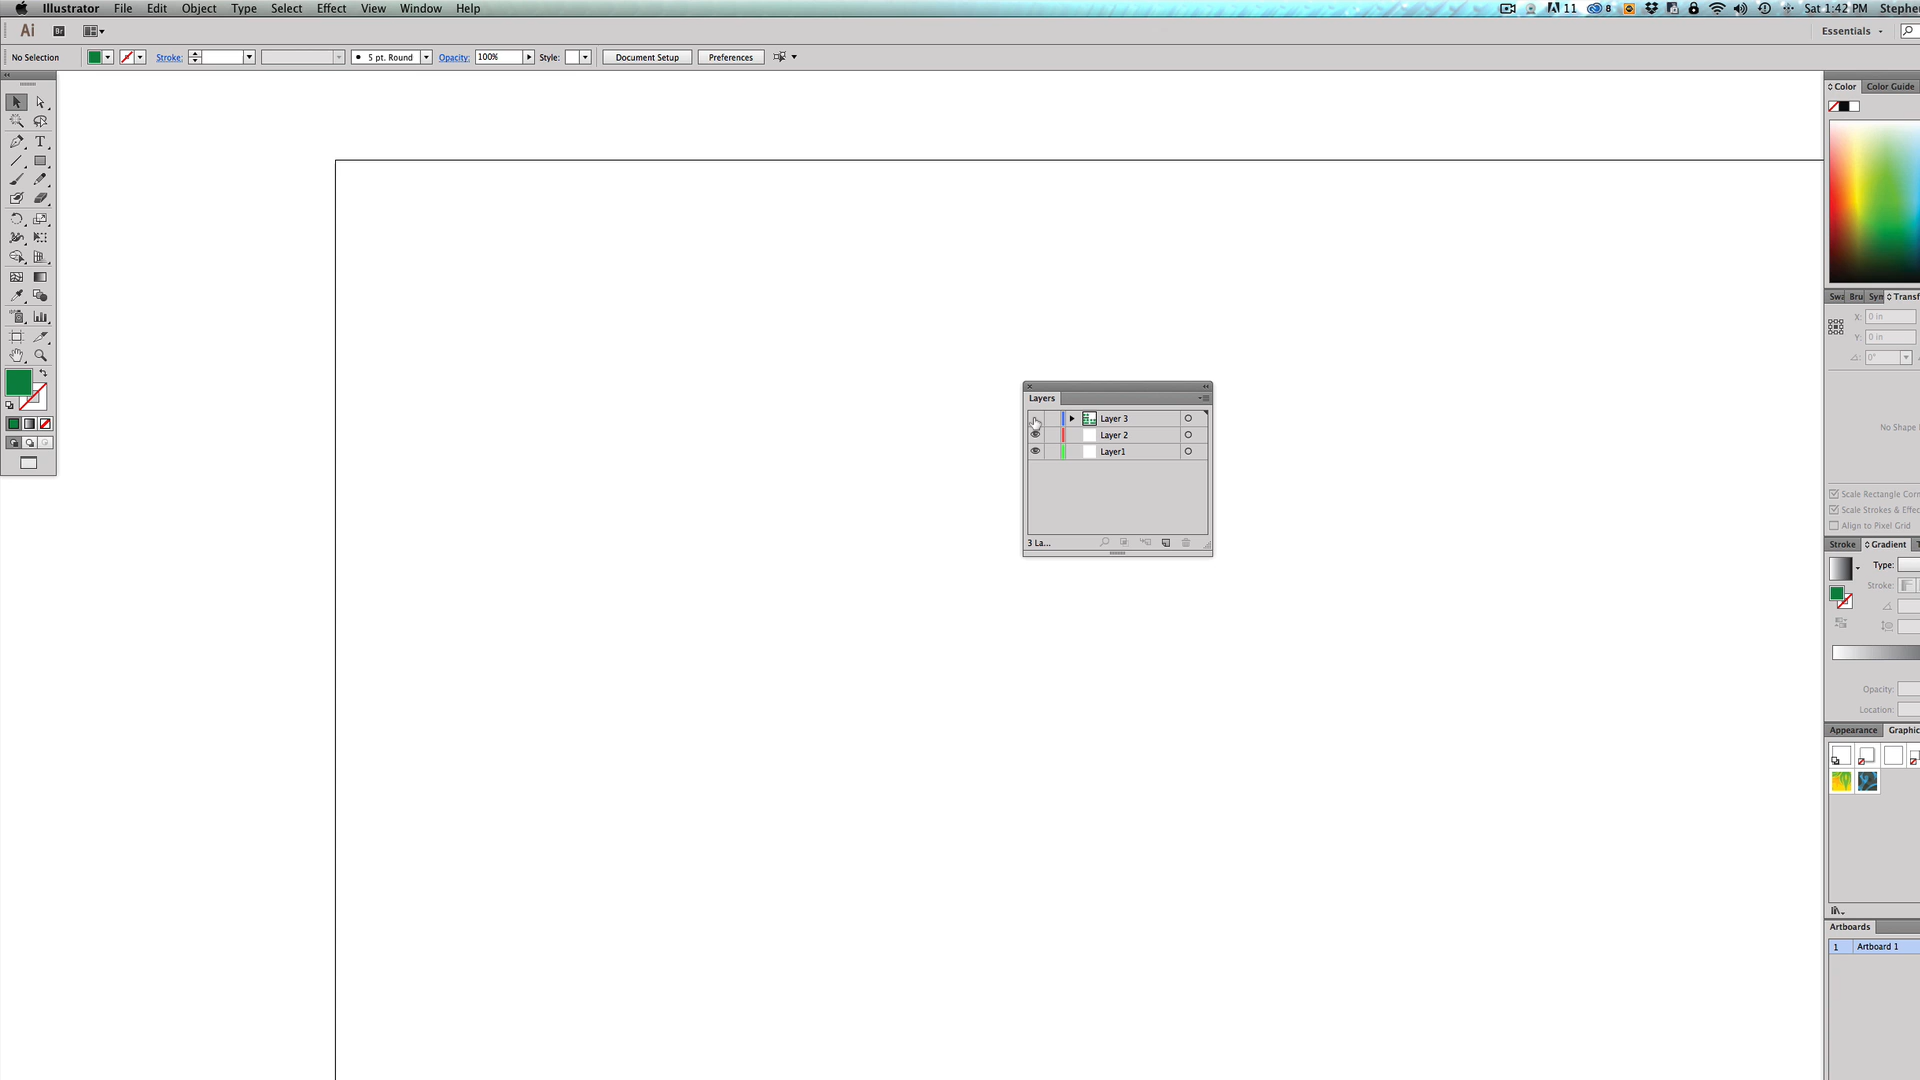 Illustrator File Edit Object Type Select Effect View Window Help
11 8 Sat 1:42 PM Stephe
Ai Br Essentials
No Selection Stroke: 5 pt. Round Opacity: 100% Style: Document Setup Preferences
Color Color Guide
Layers
Layer 3
Layer 2
Layer1
3 La...
Swa Bru Syn Transf
X: 0 in
Y: 0 in
0°
No Shape
Scale Rectangle Corn
Scale Strokes & Effec
Align to Pixel Grid
Stroke Gradient T
Type:
Stroke:
Opacity:
Location:
Appearance Graphic
Artboards
1 Artboard 1